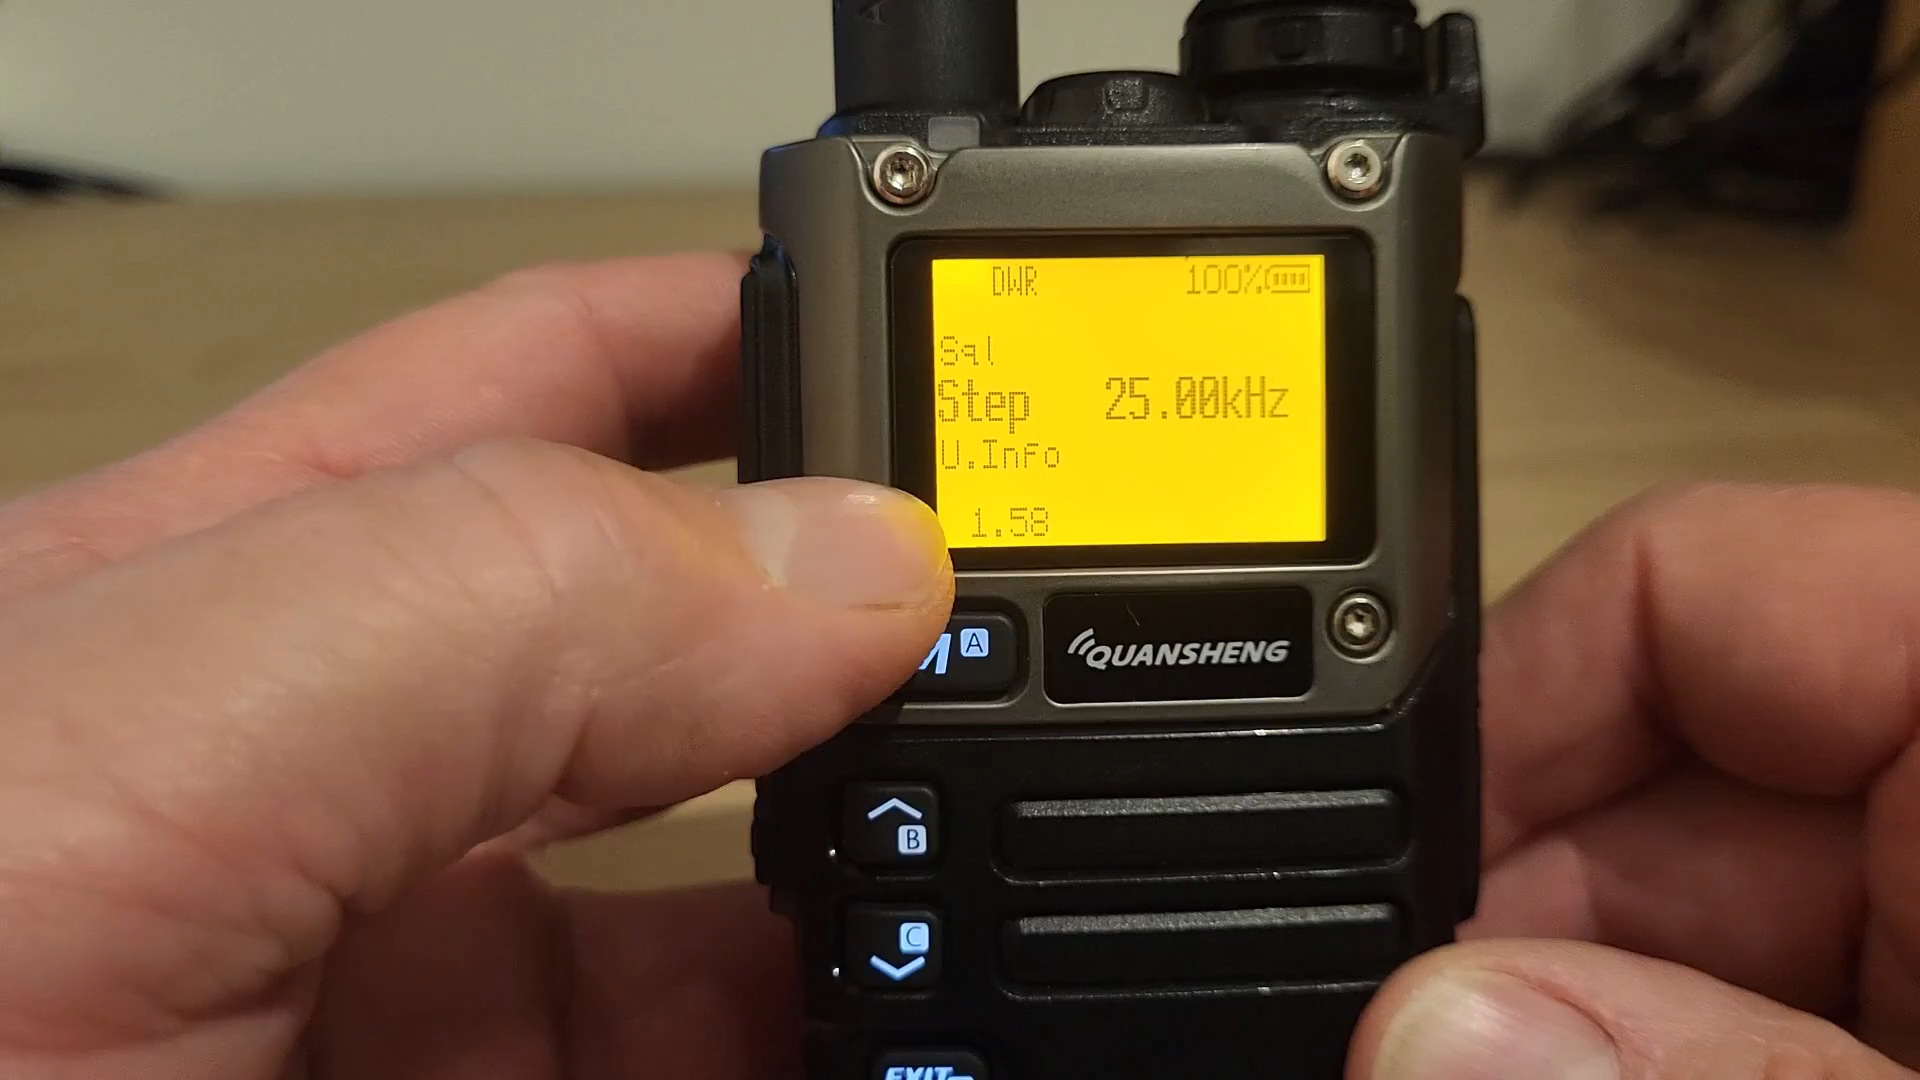 DWR 100%
Sql
Step 25.00kHz
U.Info
1.58
M A
QUANSHENG
B
C
EXIT